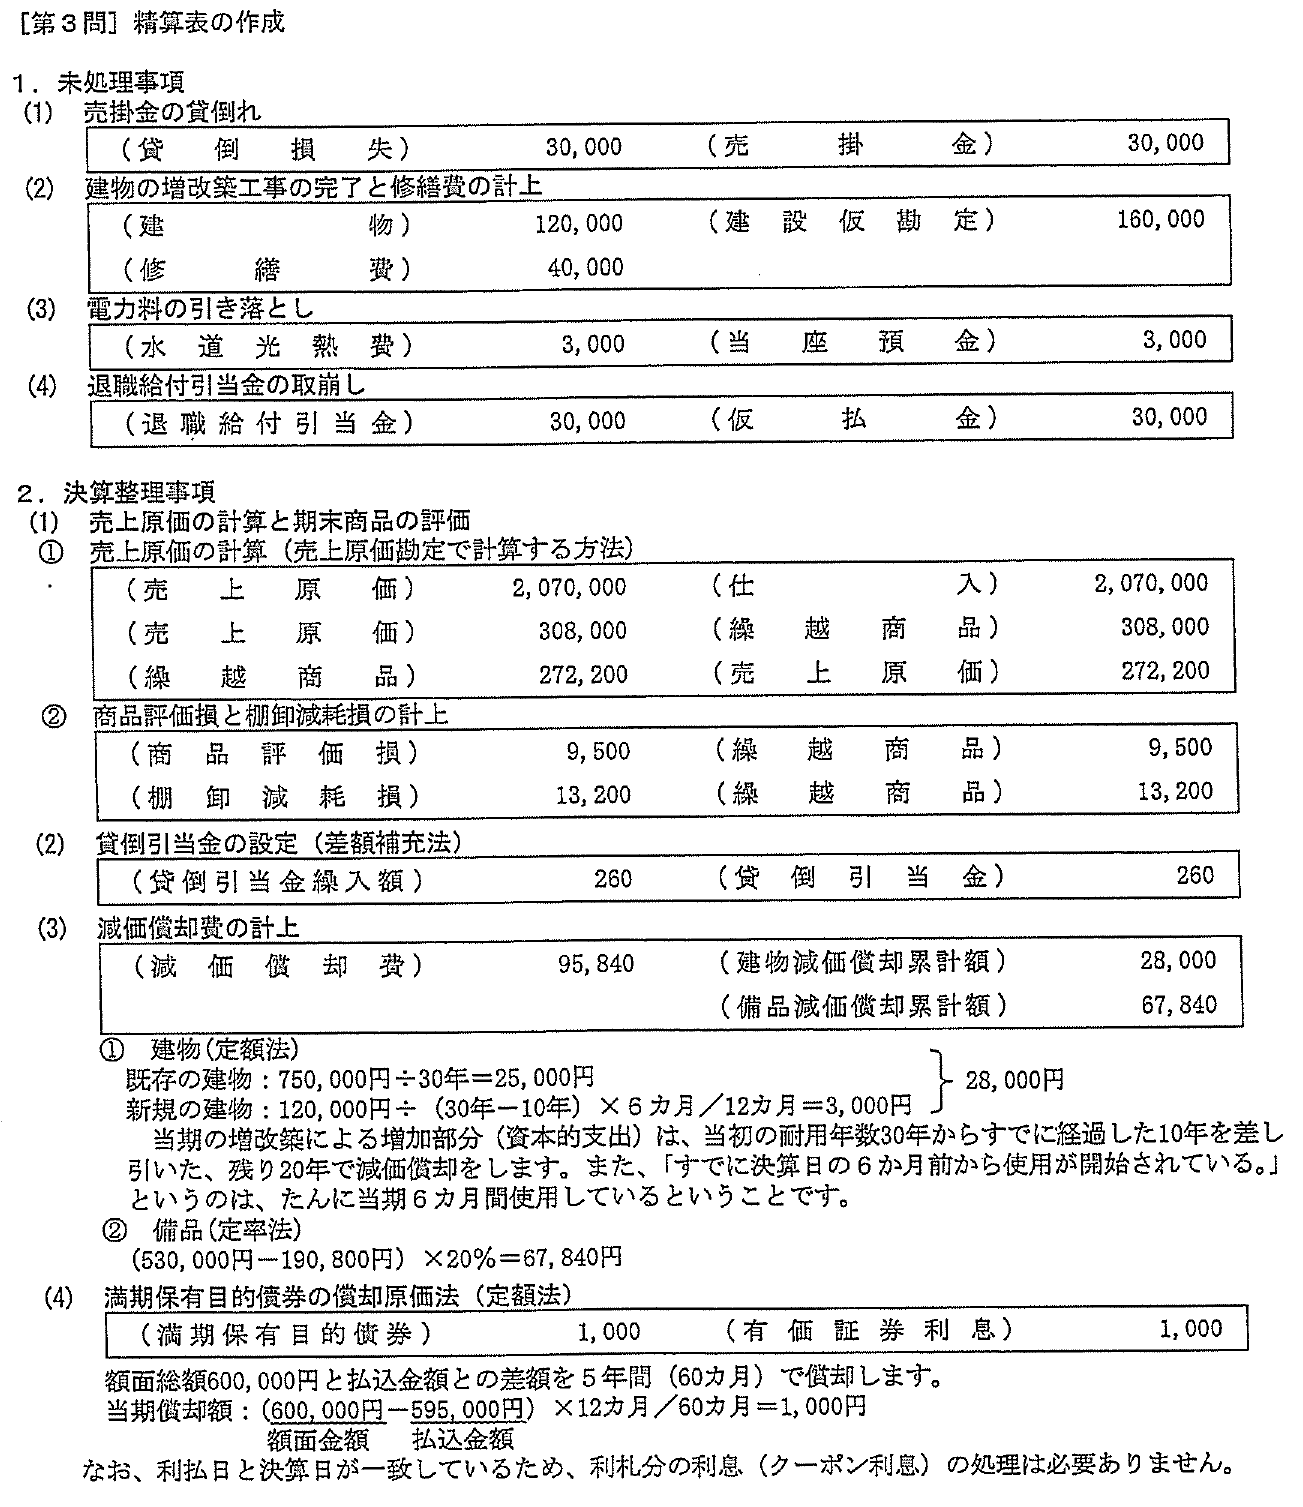 ［第３問］精算表の作成
１．未処理事項
(1)　売掛金の貸倒れ
（貸倒損失）　30,000　（売掛金）　30,000
(2)　建物の増改築工事の完了と修繕費の計上
（建物）　120,000　（建設仮勘定）　160,000
（修繕費）　40,000
(3)　電力料の引き落とし
（水道光熱費）　3,000　（当座預金）　3,000
(4)　退職給付引当金の取崩し
（退職給付引当金）　30,000　（仮払金）　30,000
２．決算整理事項
(1)　売上原価の計算と期末商品の評価
①　売上原価の計算（売上原価勘定で計算する方法）
（売上原価）　2,070,000　（仕入）　2,070,000
（売上原価）　308,000　（繰越商品）　308,000
（繰越商品）　272,200　（売上原価）　272,200
②　商品評価損と棚卸減耗損の計上
（商品評価損）　9,500　（繰越商品）　9,500
（棚卸減耗損）　13,200　（繰越商品）　13,200
(2)　貸倒引当金の設定（差額補充法）
（貸倒引当金繰入額）　260　（貸倒引当金）　260
(3)　減価償却費の計上
（減価償却費）　95,840　（建物減価償却累計額）　28,000
（備品減価償却累計額）　67,840
①　建物（定額法）
既存の建物：750,000円÷30年＝25,000円
28,000円
新規の建物：120,000円÷（30年－10年）×６カ月／12カ月＝3,000円
当期の増改築による増加部分（資本的支出）は、当初の耐用年数30年からすでに経過した10年を差し
引いた、残り20年で減価償却をします。また、「すでに決算日の６か月前から使用が開始されている。」
というのは、たんに当期６カ月間使用しているということです。
②　備品（定率法）
（530,000円－190,800円）×20％＝67,840円
(4)　満期保有目的債券の償却原価法（定額法）
（満期保有目的債券）　1,000　（有価証券利息）　1,000
額面総額600,000円と払込金額との差額を５年間（60カ月）で償却します。
当期償却額：（600,000円－595,000円）×12カ月／60カ月＝1,000円
額面金額　払込金額
なお、利払日と決算日が一致しているため、利札分の利息（クーポン利息）の処理は必要ありません。